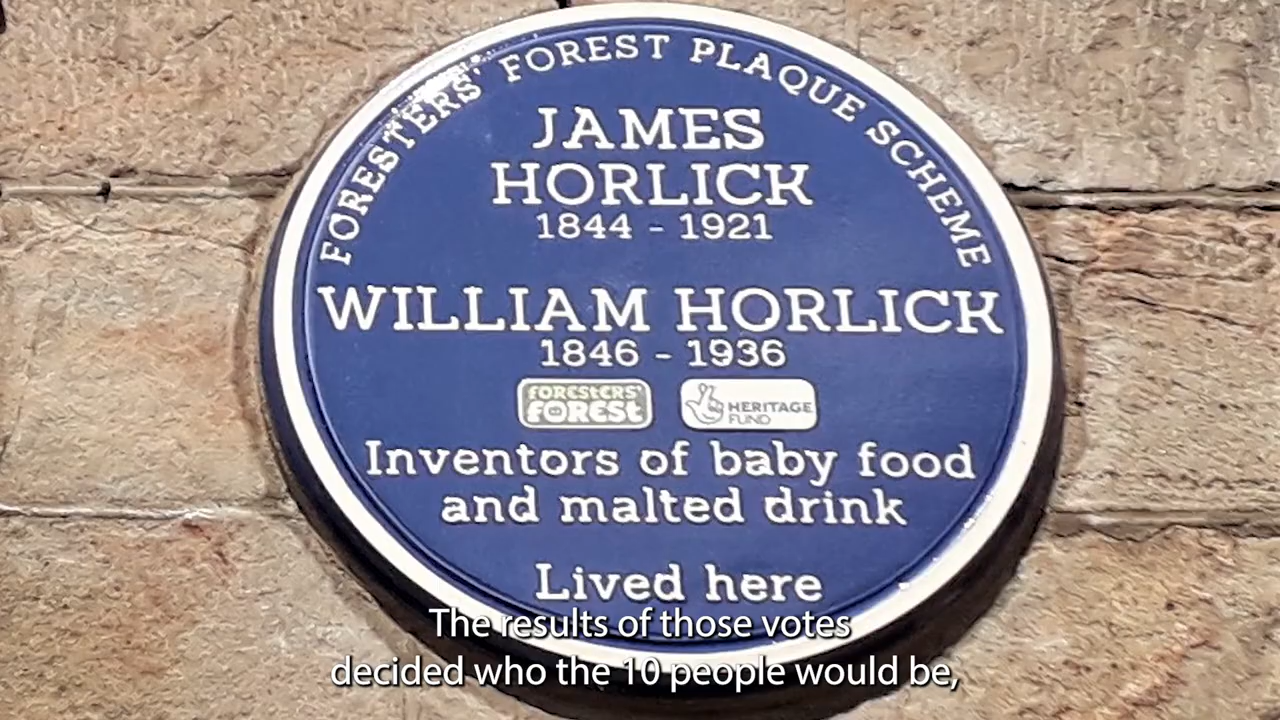 FORESTERS' FOREST PLAQUE SCHEME
JAMES
HORLICK
1844 - 1921
WILLIAM HORLICK
1846 - 1936
FORESTERS'
FOREST
HERITAGE
FUND
Inventors of baby food
and malted drink
Lived here
The results of those votes
decided who the 10 people would be,